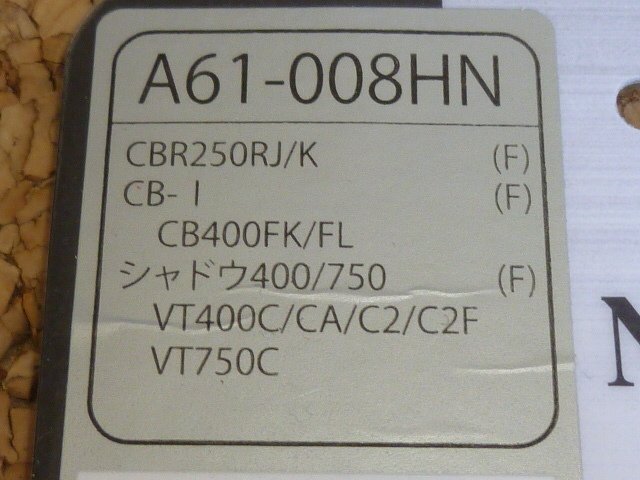 A61-008HN
CBR250RJ/K (F)
CB-1 (F)
CB400FK/FL
シャドウ400/750 (F)
VT400C/CA/C2/C2F
VT750C
N